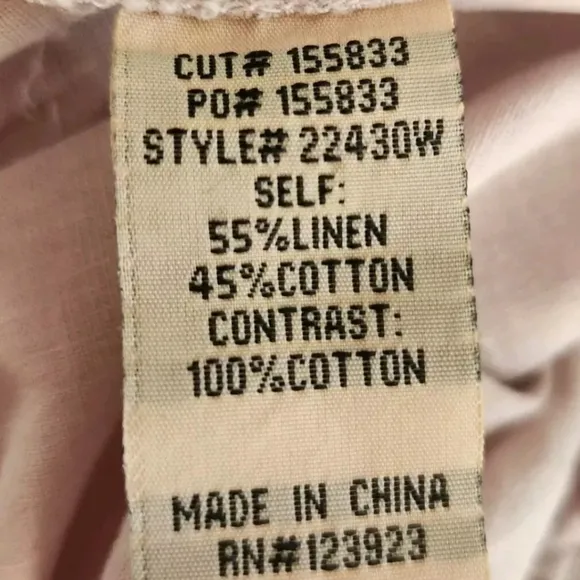 CUT# 155833
PO# 155833
STYLE# 22430W
SELF:
55%LINEN
45%COTTON
CONTRAST:
100%COTTON
MADE IN CHINA
RN#123923